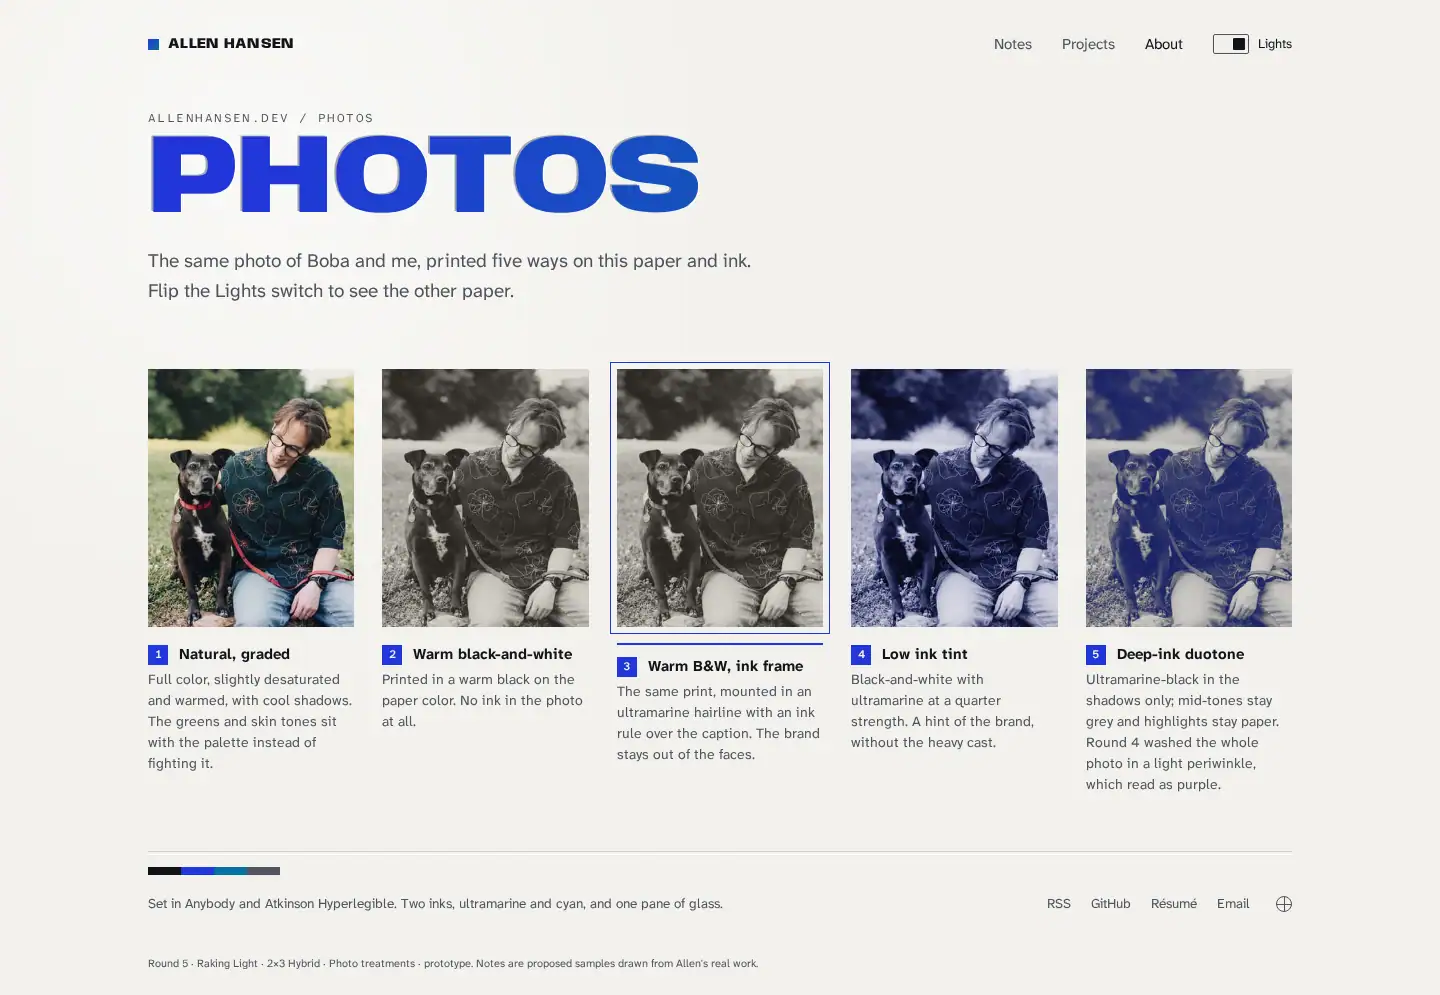 ALLEN HANSEN
Notes Projects About Lights
ALLENHANSEN.DEV / PHOTOS
PHOTOS
The same photo of Boba and me, printed five ways on this paper and ink.
Flip the Lights switch to see the other paper.
1 Natural, graded
Full color, slightly desaturated
and warmed, with cool shadows.
The greens and skin tones sit
with the palette instead of
fighting it.
2 Warm black-and-white
Printed in a warm black on the
paper color. No ink in the photo
at all.
3 Warm B&W, ink frame
The same print, mounted in an
ultramarine hairline with an ink
rule over the caption. The brand
stays out of the faces.
4 Low ink tint
Black-and-white with
ultramarine at a quarter
strength. A hint of the brand,
without the heavy cast.
5 Deep-ink duotone
Ultramarine-black in the
shadows only; mid-tones stay
grey and highlights stay paper.
Round 4 washed the whole
photo in a light periwinkle,
which read as purple.
Set in Anybody and Atkinson Hyperlegible. Two inks, ultramarine and cyan, and one pane of glass.
RSS GitHub Résumé Email
Round 5 · Raking Light · 2×3 Hybrid · Photo treatments · prototype. Notes are proposed samples drawn from Allen's real work.